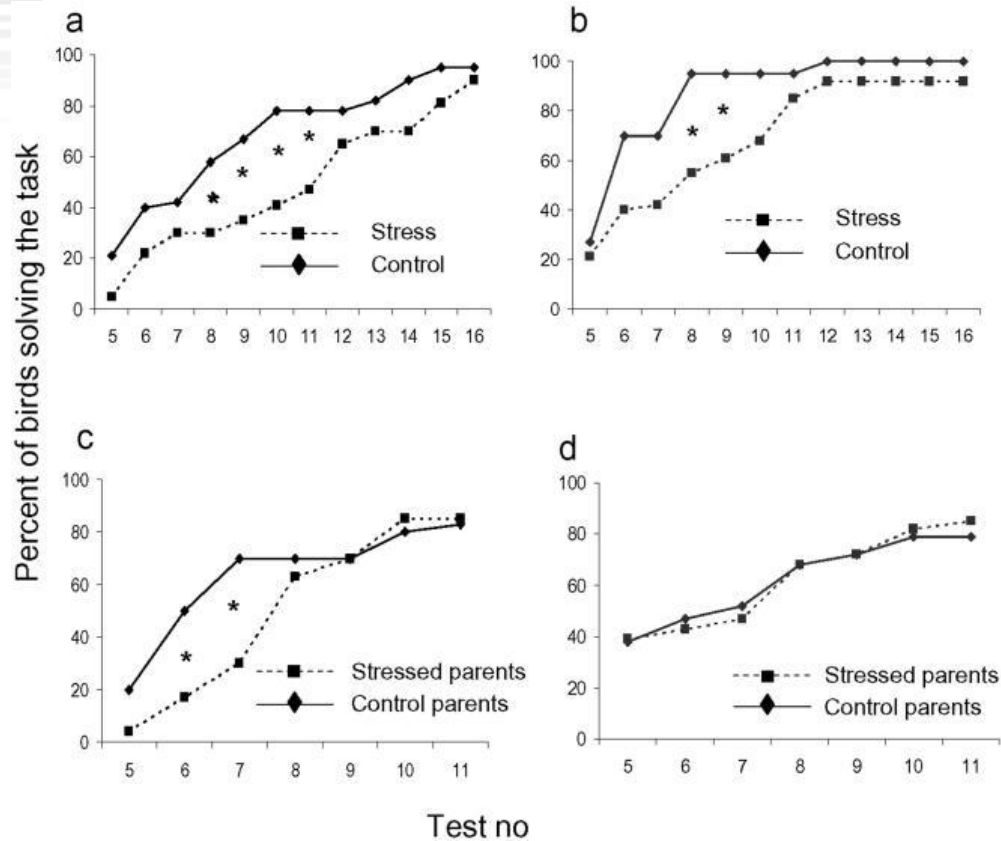 a
100
80
60
40
20
0
* * * *
Stress
Control
5 6 7 8 9 10 11 12 13 14 15 16
b
100
80
60
40
20
0
* *
Stress
Control
5 6 7 8 9 10 11 12 13 14 15 16
Percent of birds solving the task
c
100
80
60
40
20
0
* *
Stressed parents
Control parents
5 6 7 8 9 10 11
d
100
80
60
40
20
0
Stressed parents
Control parents
5 6 7 8 9 10 11
Test no